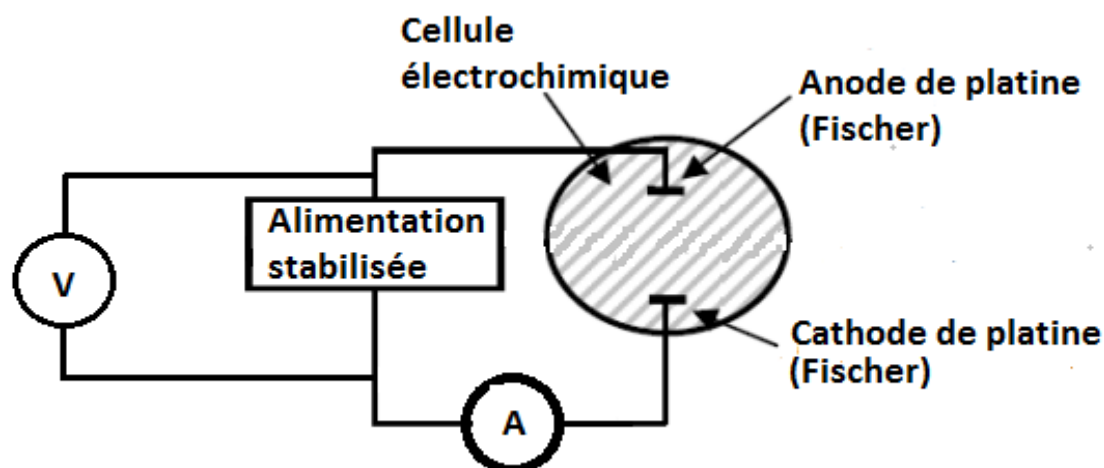 Cellule
électrochimique
Anode de platine
(Fischer)
Alimentation
stabilisée
V
Cathode de platine
(Fischer)
A